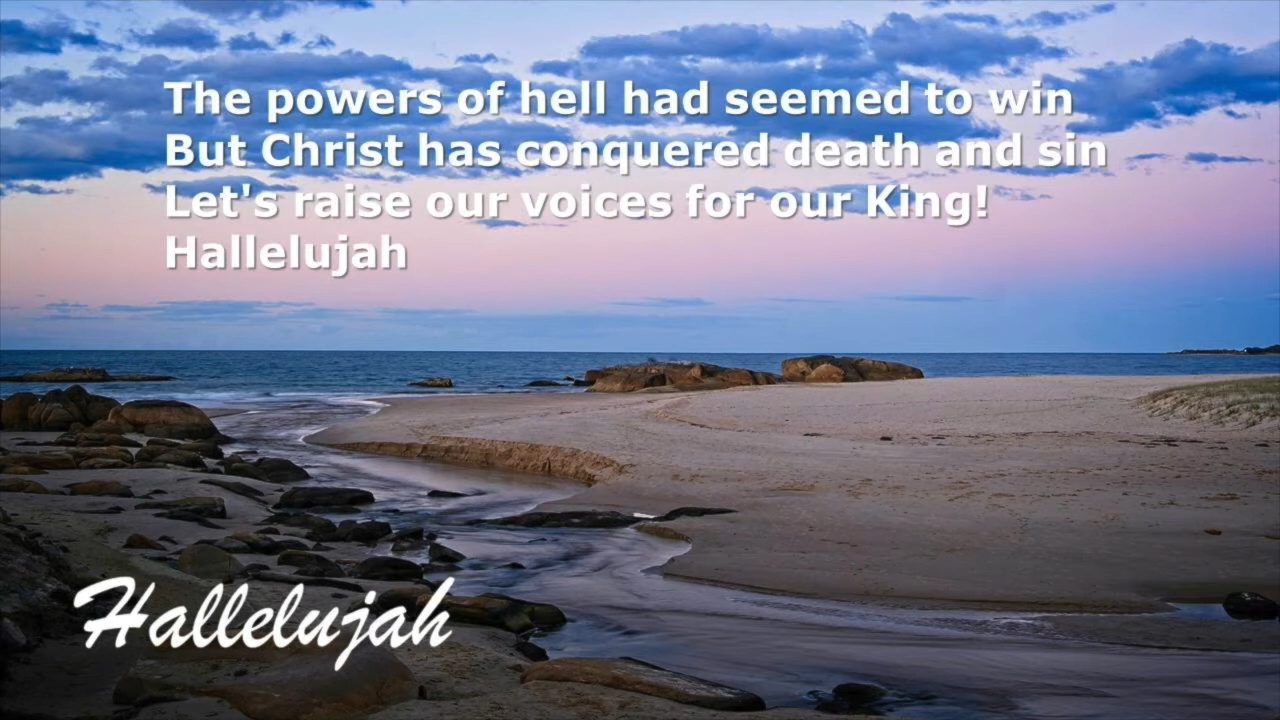 The powers of hell had seemed to win
But Christ has conquered death and sin
Let's raise our voices for our King!
Hallelujah
Hallelujah